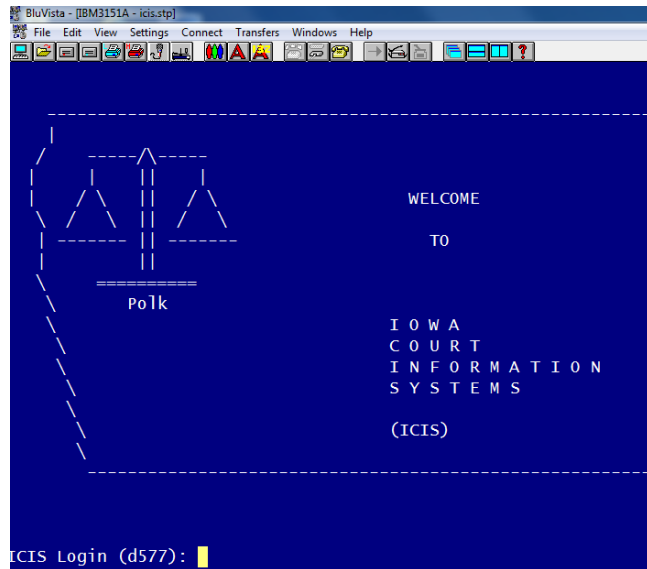 BluVista - [IBM3151A - icis.stp]
File Edit View Settings Connect Transfers Windows Help
WELCOME
TO
Polk
I O W A
C O U R T
I N F O R M A T I O N
S Y S T E M S
(ICIS)
ICIS Login (d577):